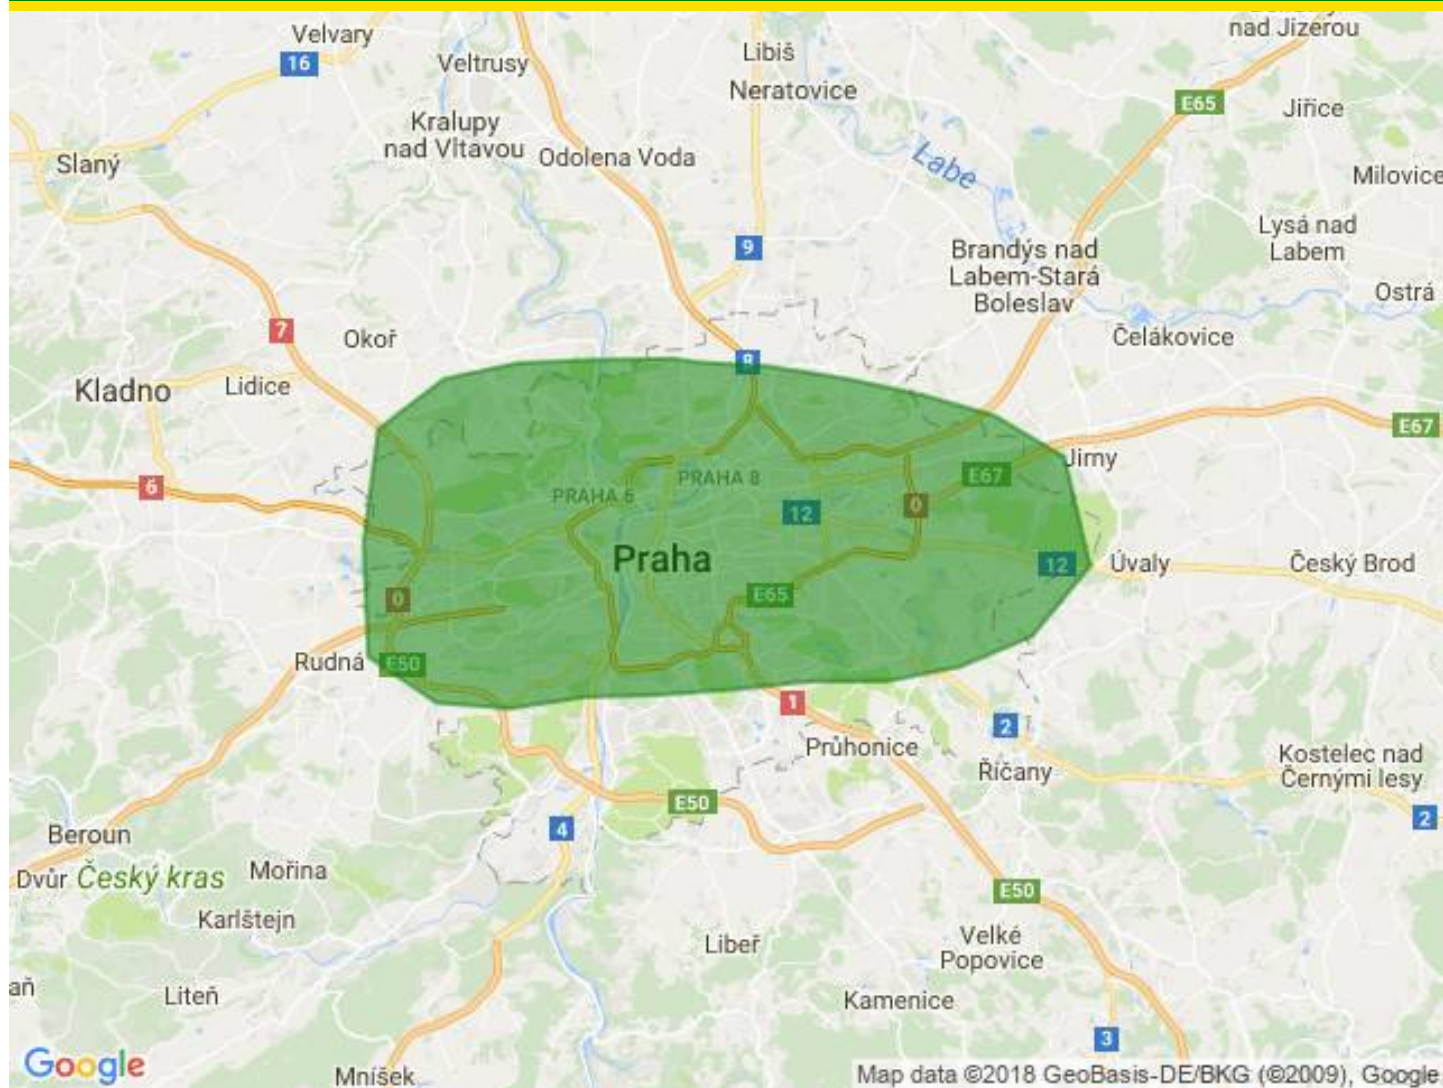 nad Jizerou
Velvary
16
Veltrusy
Libiš
Neratovice
E65
Jiřice
Kralupy
nad Vltavou
Odolena Voda
Slaný
Labe
Milovice
Lysá nad
Labem
9
Brandýs nad
Labem-Stará
Boleslav
Ostrá
7
Okoř
Čelákovice
8
Kladno
Lidice
E67
Jirny
6
PRAHA 8
E67
PRAHA 6
12
0
Praha
12
Úvaly
Český Brod
0
E65
Rudná
E50
1
2
Průhonice
Říčany
Kostelec nad
Černými lesy
E50
2
4
Beroun
Dvůr
Český kras
Mořina
E50
Karlštejn
Libeř
Velké
Popovice
aň
Liteň
Kamenice
3
Google
Mníšek
Map data ©2018 GeoBasis-DE/BKG (©2009), Google